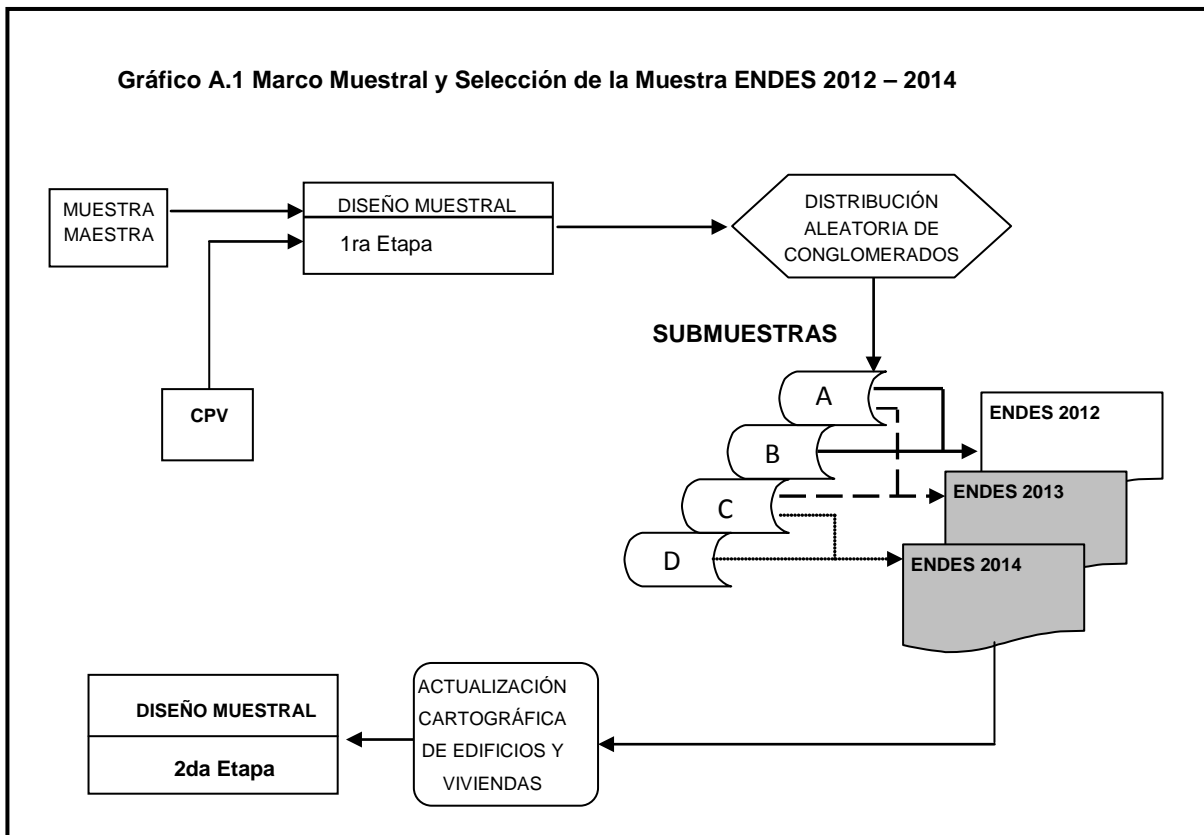 Gráfico A.1 Marco Muestral y Selección de la Muestra ENDES 2012 – 2014
MUESTRA
MAESTRA
DISEÑO MUESTRAL
1ra Etapa
DISTRIBUCIÓN
ALEATORIA DE
CONGLOMERADOS
CPV
SUBMUESTRAS
A
B
C
D
ENDES 2012
ENDES 2013
ENDES 2014
ACTUALIZACIÓN
CARTOGRÁFICA
DE EDIFICIOS Y
VIVIENDAS
DISEÑO MUESTRAL
2da Etapa